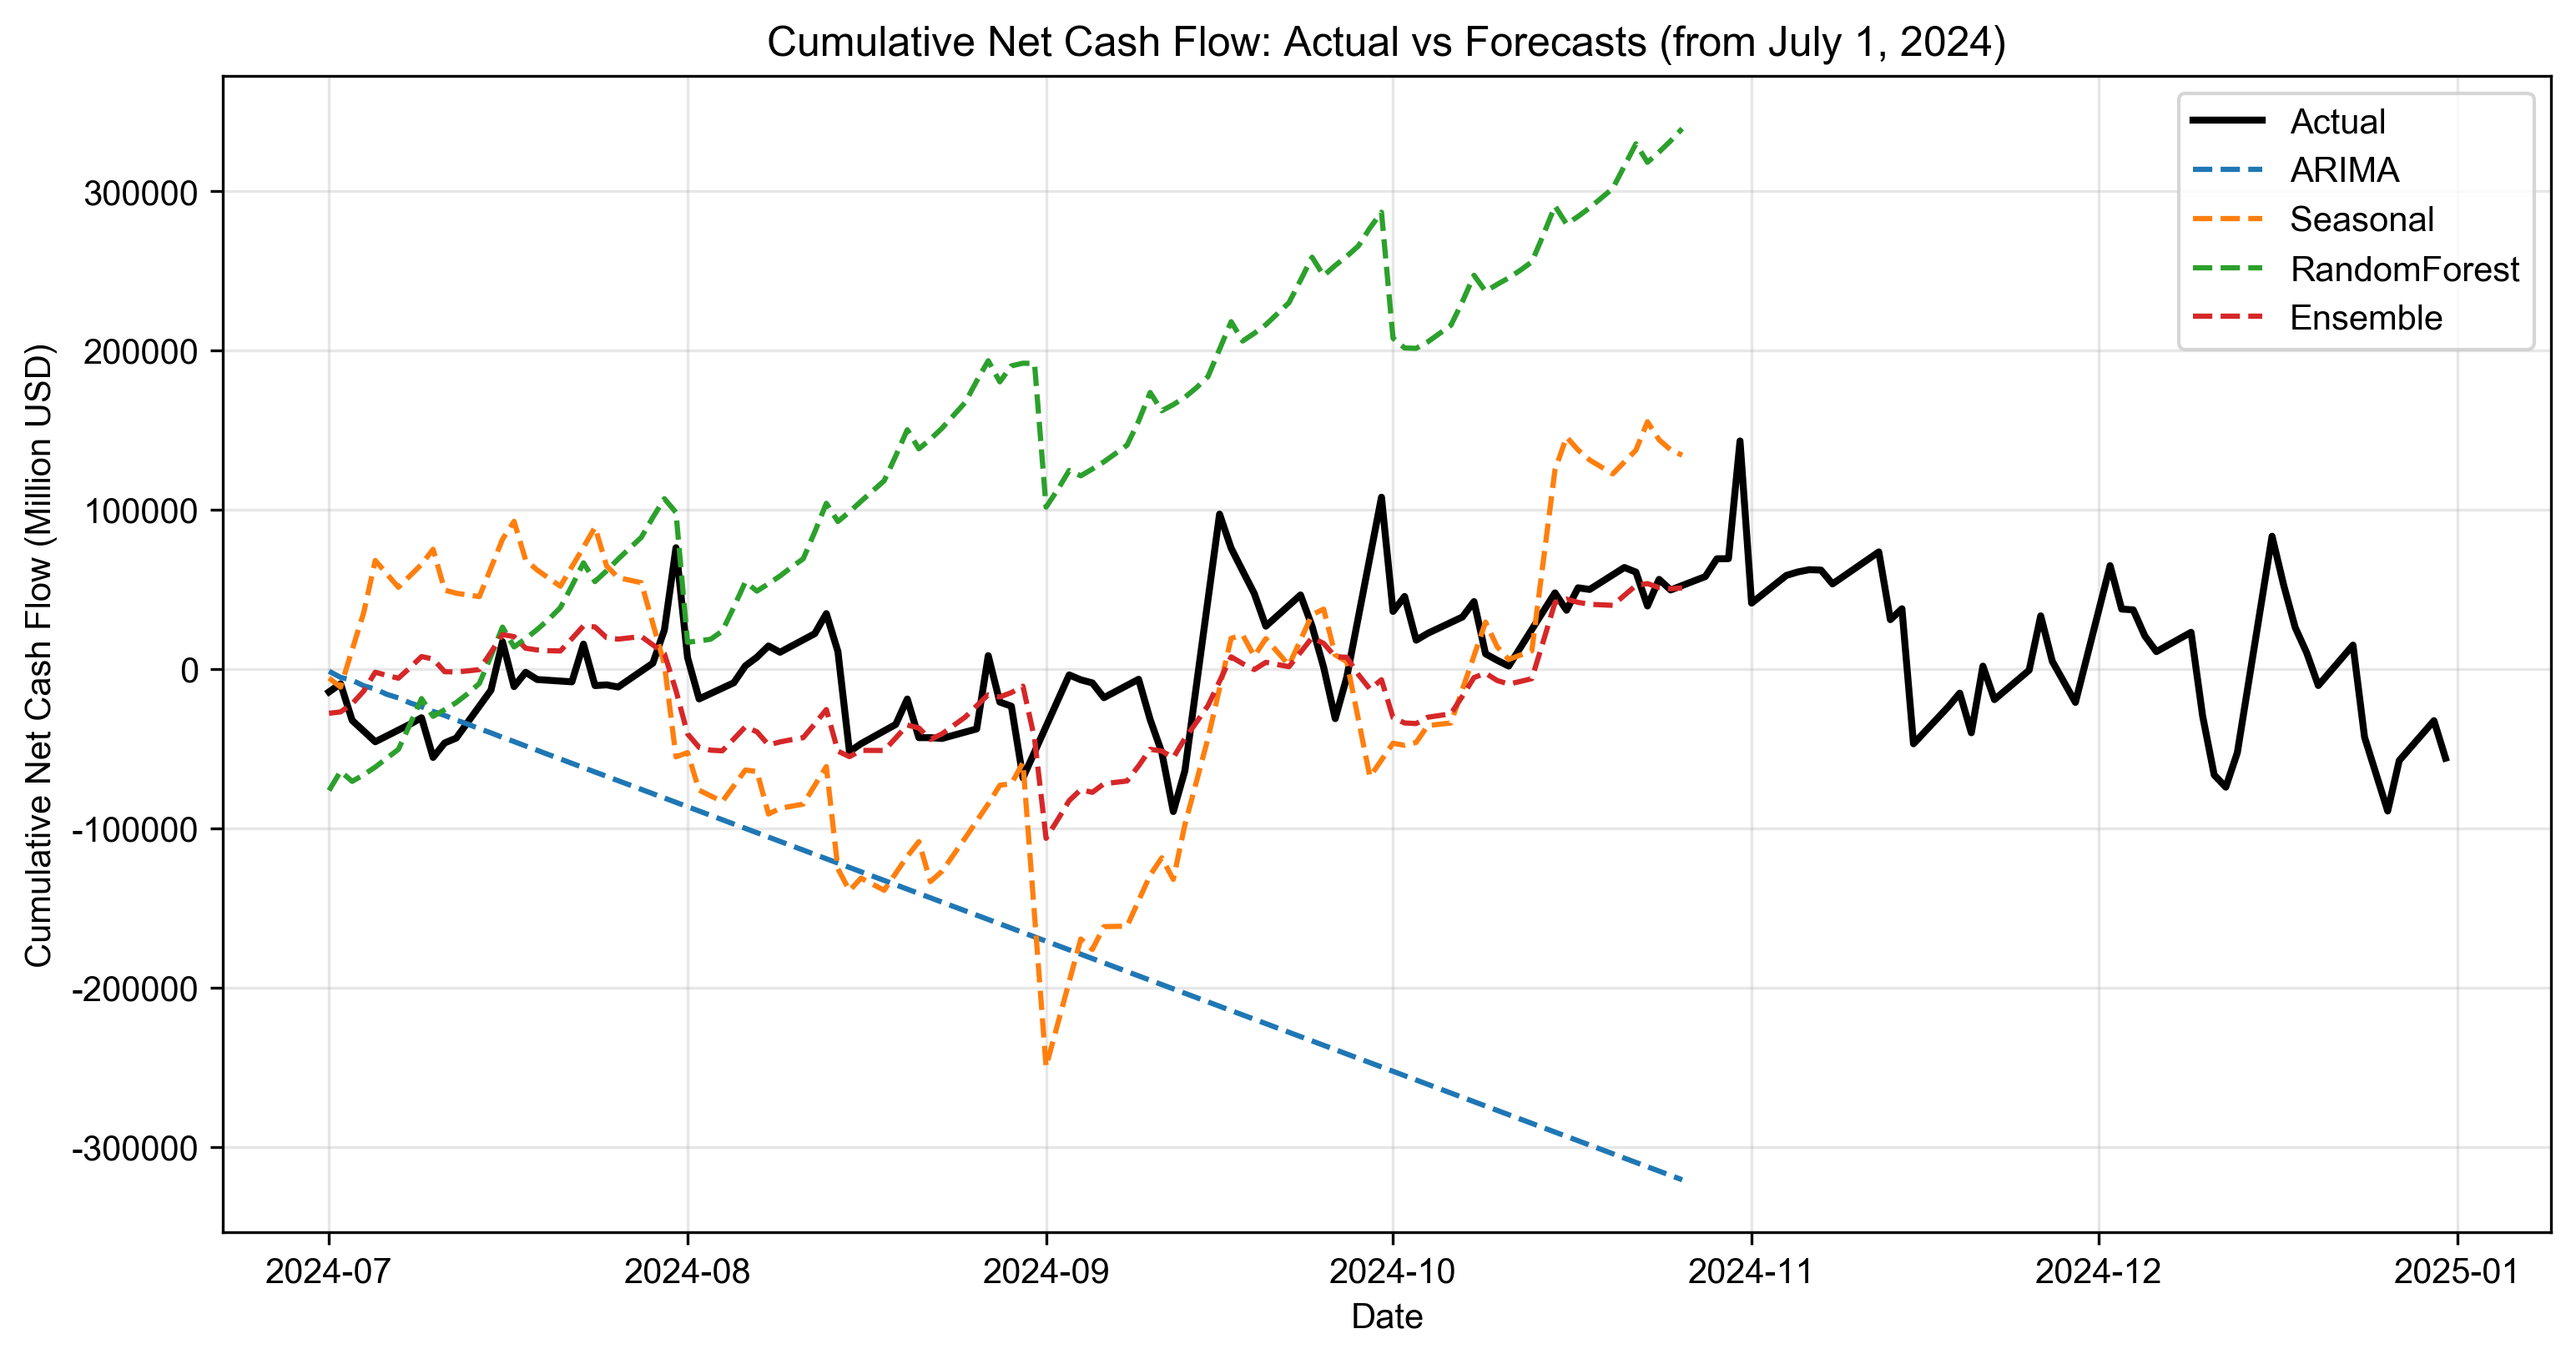 Cumulative Net Cash Flow: Actual vs Forecasts (from July 1, 2024)
Cumulative Net Cash Flow (Million USD)
300000
200000
100000
0
-100000
-200000
-300000
Actual
ARIMA
Seasonal
RandomForest
Ensemble
2024-07
2024-08
2024-09
2024-10
2024-11
2024-12
2025-01
Date